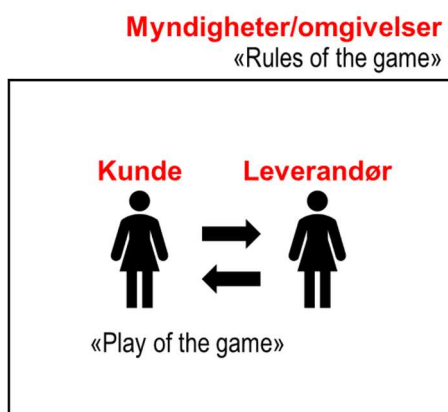 Myndigheter/omgivelser
«Rules of the game»
Kunde Leverandør
«Play of the game»